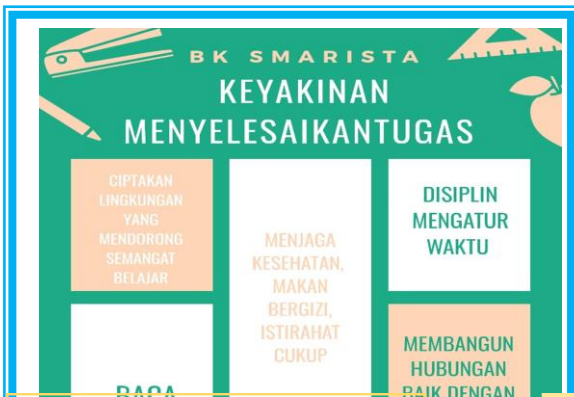 BK SMARISTA
KEYAKINAN
MENYELESAIKANTUGAS
CIPTAKAN
LINGKUNGAN
YANG
MENDORONG
SEMANGAT
BELAJAR
MENJAGA
KESEHATAN,
MAKAN
BERGIZI,
ISTIRAHAT
CUKUP
DISIPLIN
MENGATUR
WAKTU
MEMBANGUN
HUBUNGAN
BAIK DENGAN